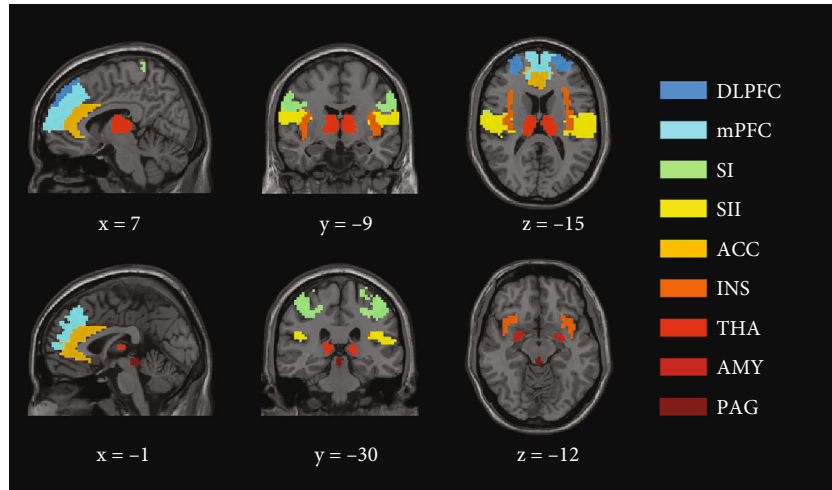 x = 7
y = –9
z = –15
x = –1
y = –30
z = –12
DLPFC
mPFC
SI
SII
ACC
INS
THA
AMY
PAG